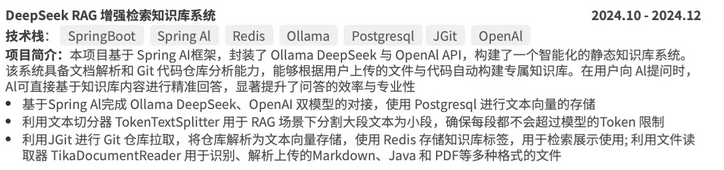 DeepSeek RAG 增强检索知识库系统 2024.10 - 2024.12
技术栈： SpringBoot Spring AI Redis Ollama Postgresql JGit OpenAI
项目简介：本项目基于 Spring AI框架，封装了 Ollama DeepSeek 与 OpenAI API，构建了一个智能化的静态知识库系统。
该系统具备文档解析和 Git 代码仓库分析能力，能够根据用户上传的文件与代码自动构建专属知识库。在用户向 AI提问时，
AI可直接基于知识库内容进行精准回答，显著提升了问答的效率与专业性
• 基于Spring AI完成 Ollama DeepSeek、OpenAI 双模型的对接，使用 Postgresql 进行文本向量的存储
• 利用文本切分器 TokenTextSplitter 用于 RAG 场景下分割大段文本为小段，确保每段都不会超过模型的Token 限制
• 利用JGit 进行 Git 仓库拉取，将仓库解析为文本向量存储，使用 Redis 存储知识库标签，用于检索展示使用; 利用文件读
取器 TikaDocumentReader 用于识别、解析上传的Markdown、Java 和 PDF等多种格式的文件